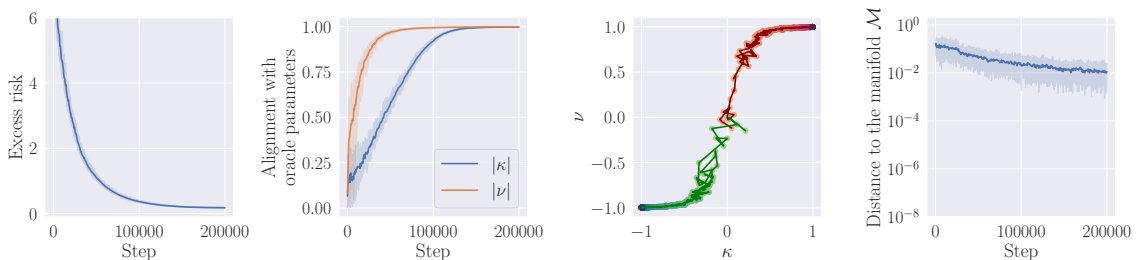 Excess risk
6
4
2
0
0
100000
200000
Step
Alignment with
oracle parameters
1.00
0.75
0.50
0.25
0.00
|κ|
|ν|
0
100000
200000
Step
ν
1.0
0.5
0.0
−0.5
−1.0
−1
0
1
κ
Distance to the manifold ℳ
10⁰
10⁻²
10⁻⁴
10⁻⁶
10⁻⁸
0
100000
200000
Step